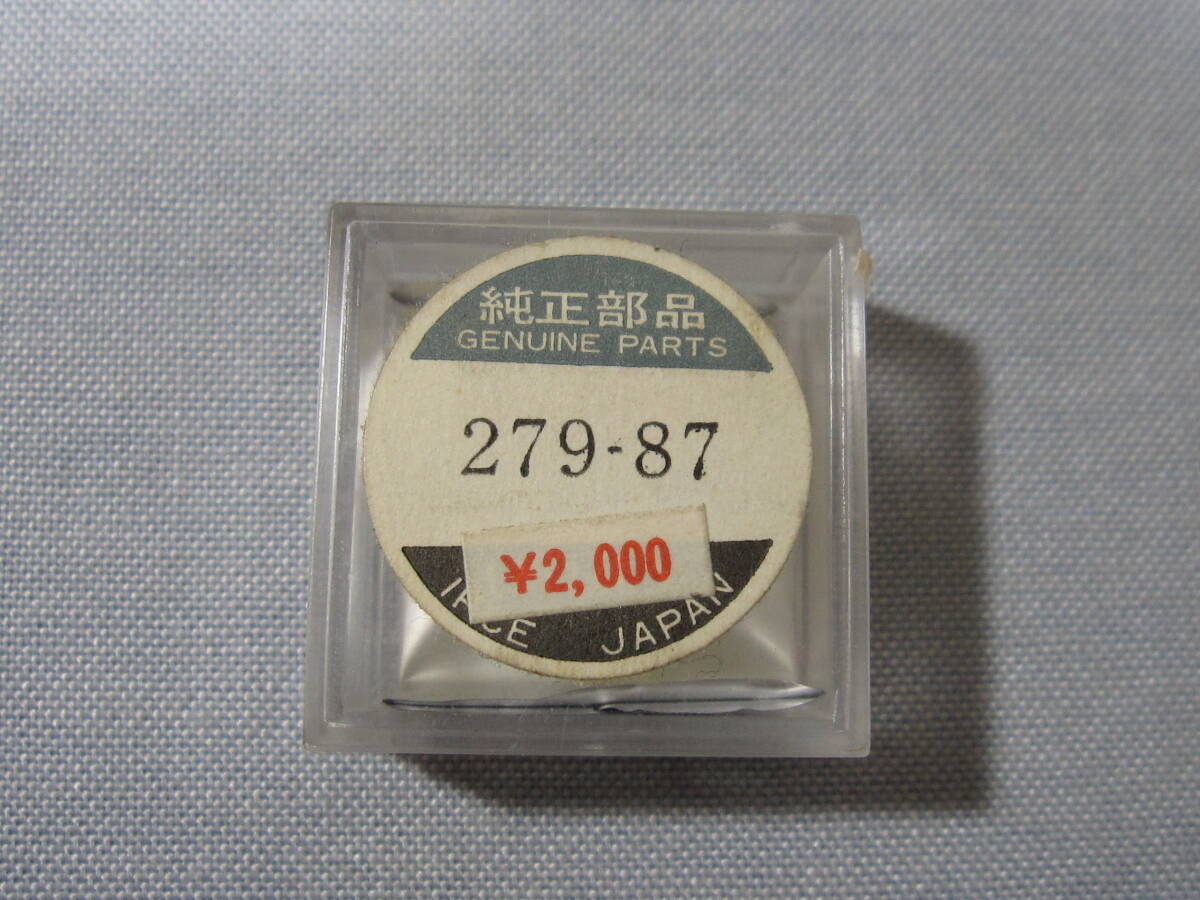 純正部品
GENUINE PARTS
279-87
¥2,000
JAPAN